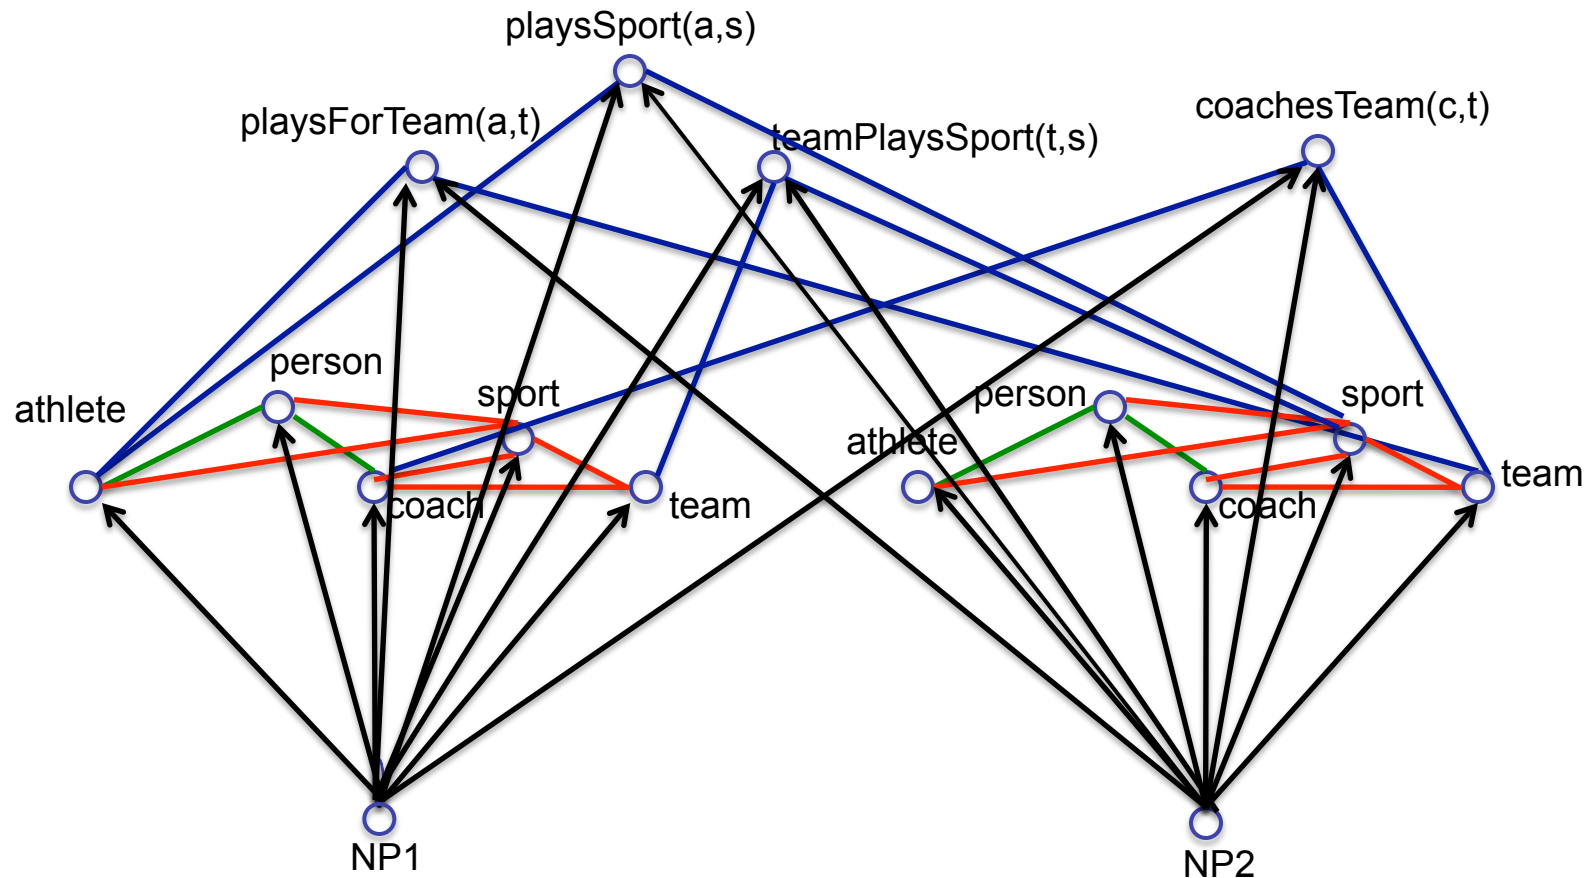 playsSport(a,s)
playsForTeam(a,t)
teamPlaysSport(t,s)
coachesTeam(c,t)
person
sport
athlete
coach
team
person
sport
athlete
coach
team
NP1
NP2